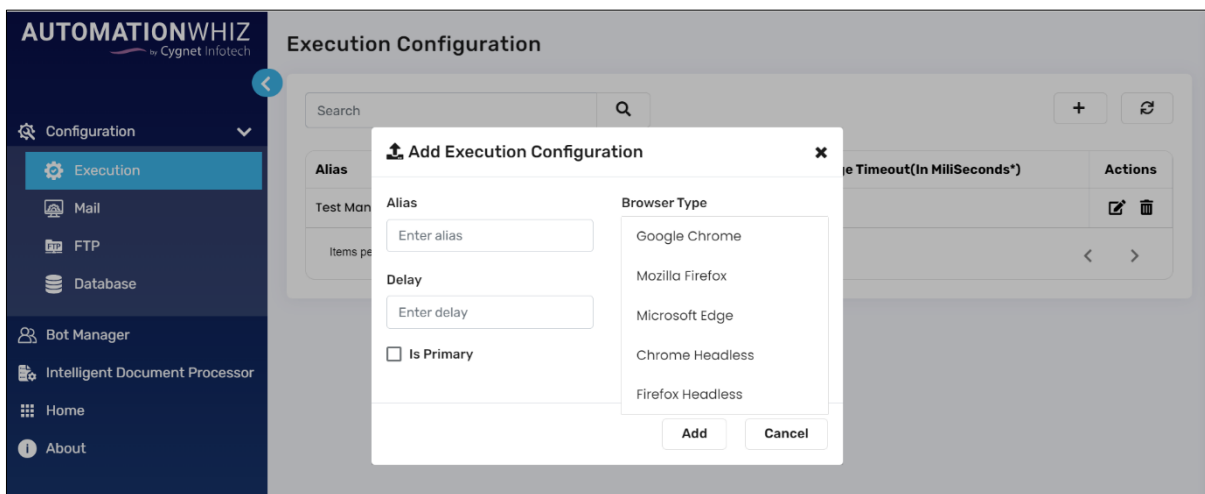 AUTOMATIONWHIZ
by Cygnet Infotech
Configuration
Execution
Mail
FTP
Database
Bot Manager
Intelligent Document Processor
Home
About
Execution Configuration
Search
Alias
Timeout(In MiliSeconds*)
Actions
Test
Items
Add Execution Configuration
Alias
Enter alias
Delay
Enter delay
Is Primary
Browser Type
Google Chrome
Mozilla Firefox
Microsoft Edge
Chrome Headless
Firefox Headless
Add
Cancel